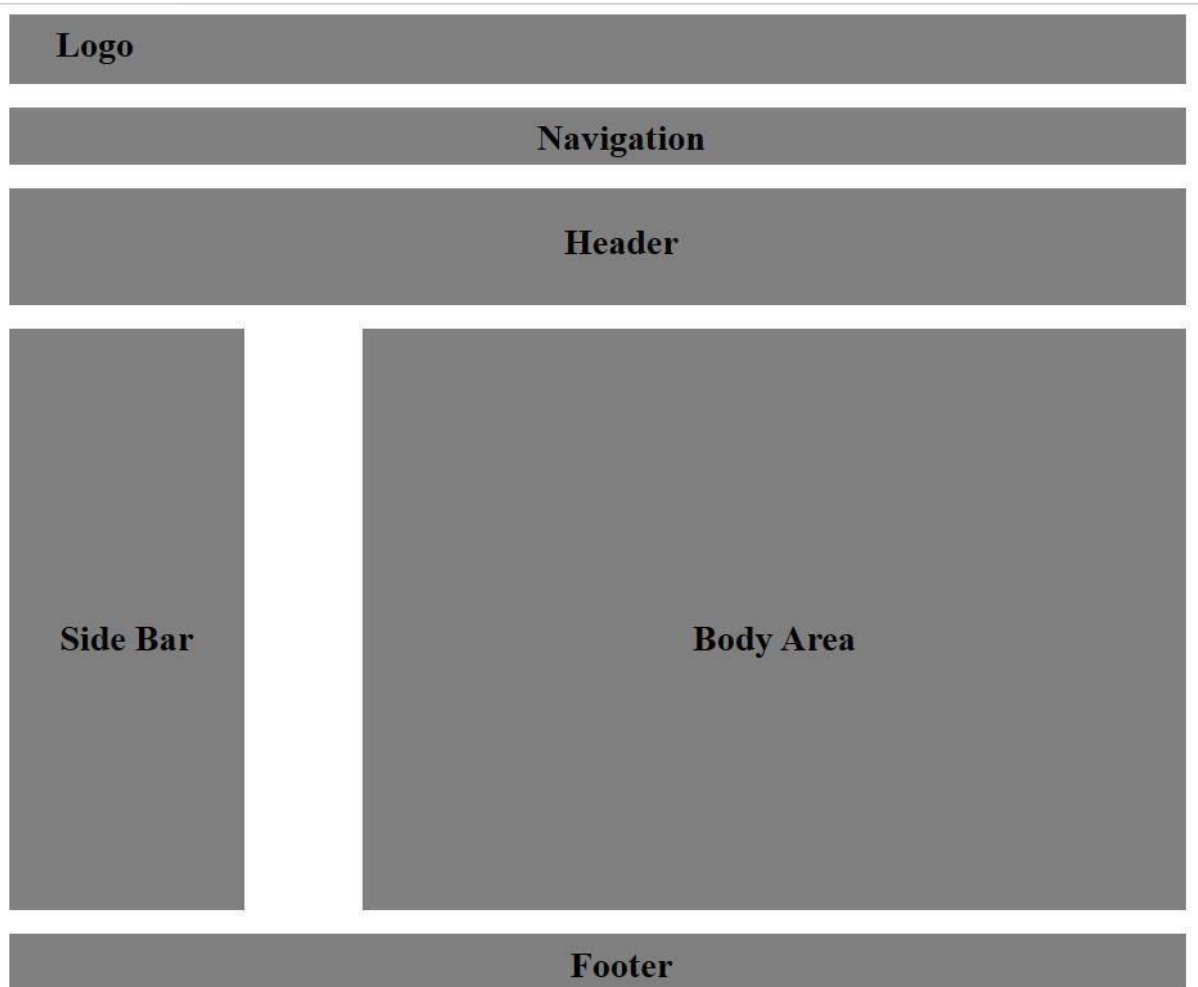 Logo
Navigation
Header
Side Bar
Body Area
Footer